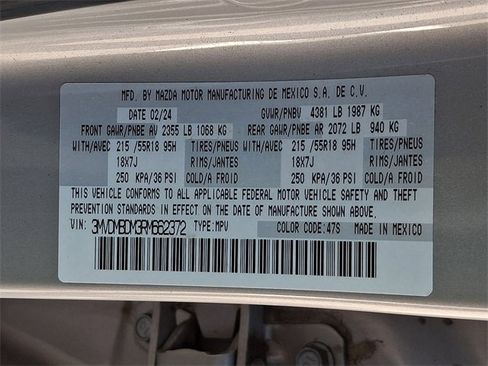 MFD. BY MAZDA MOTOR MANUFACTURING DE MEXICO S.A. DE C.V.
DATE 02/24 GVWR/PNBV 4381 LB 1987 KG
FRONT GAWR/PNBE AV 2355 LB 1068 KG REAR GAWR/PNBE AR 2072 LB 940 KG
WITH/AVEC 215 /55R18 95H TIRES/PNEUS WITH/AVEC 215 /55R18 95H TIRES/PNEUS
18X7J RIMS/JANTES 18X7J RIMS/JANTES
250 KPA/36 PSI COLD/A FROID 250 KPA/36 PSI COLD/A FROID
THIS VEHICLE CONFORMS TO ALL APPLICABLE FEDERAL MOTOR VEHICLE SAFETY AND THEFT
PREVENTION STANDARDS IN EFFECT ON THE DATE OF MANUFACTURE SHOWN ABOVE.
VIN: 3MVDMBDM3RM662372 TYPE:MPV COLOR CODE:47S MADE IN MEXICO